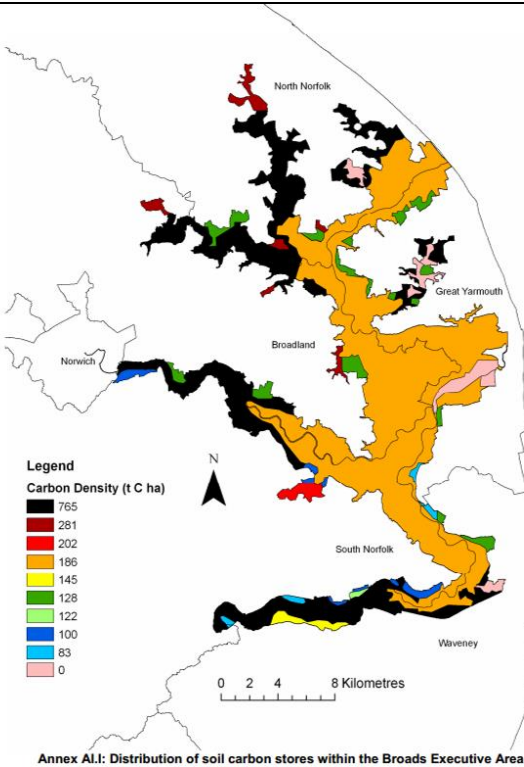 North Norfolk
Great Yarmouth
Broadland
Norwich
N
Legend
Carbon Density (t C ha)
765
281
202
186
145
128
122
100
83
0
South Norfolk
Waveney
0 2 4 8 Kilometres
Annex AI.I: Distribution of soil carbon stores within the Broads Executive Area